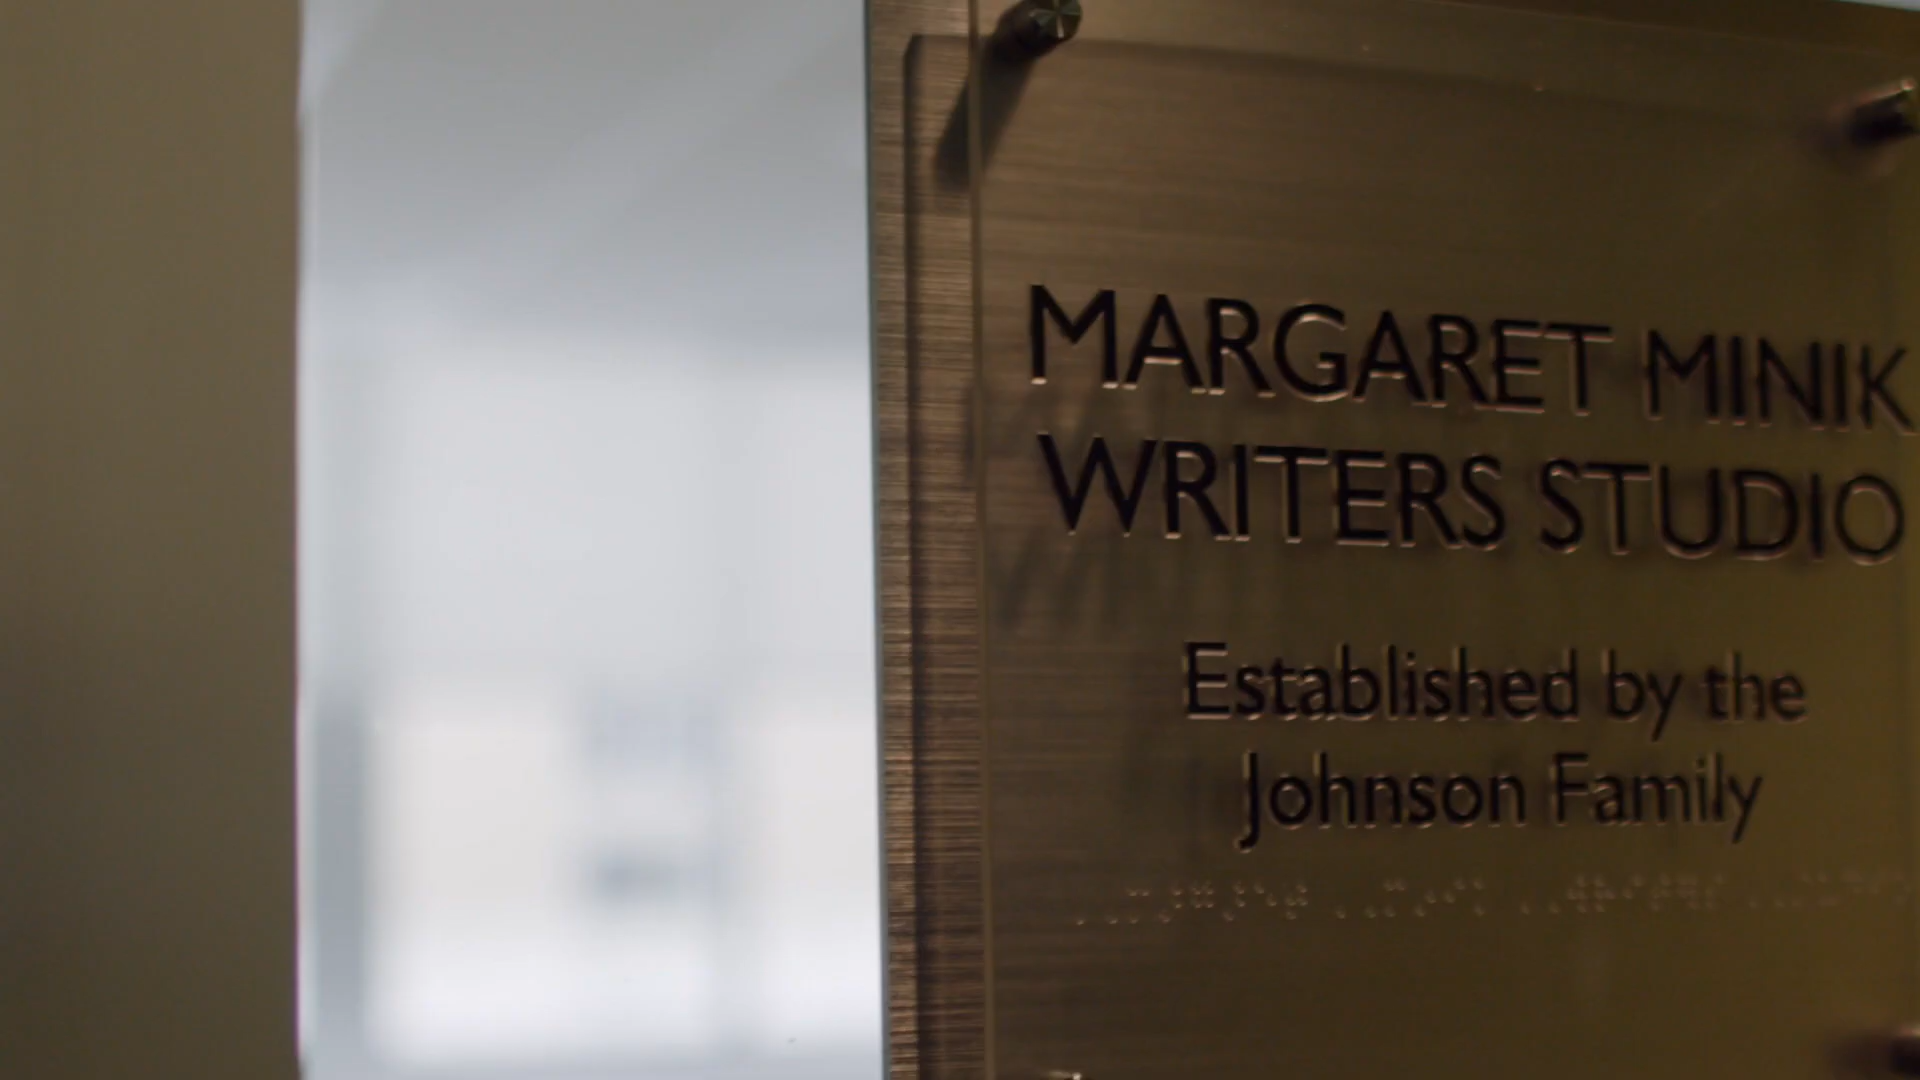 MARGARET MINIK
WRITERS STUDIO
Established by the
Johnson Family